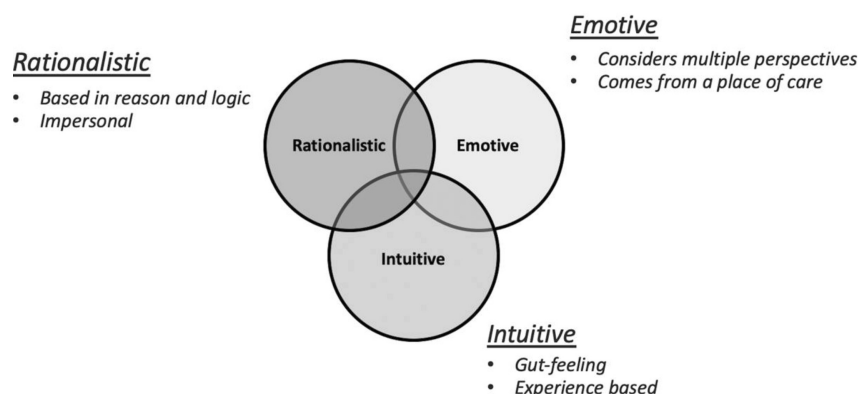 Rationalistic
• Based in reason and logic
• Impersonal
Emotive
• Considers multiple perspectives
• Comes from a place of care
Rationalistic
Emotive
Intuitive
Intuitive
• Gut-feeling
• Experience based